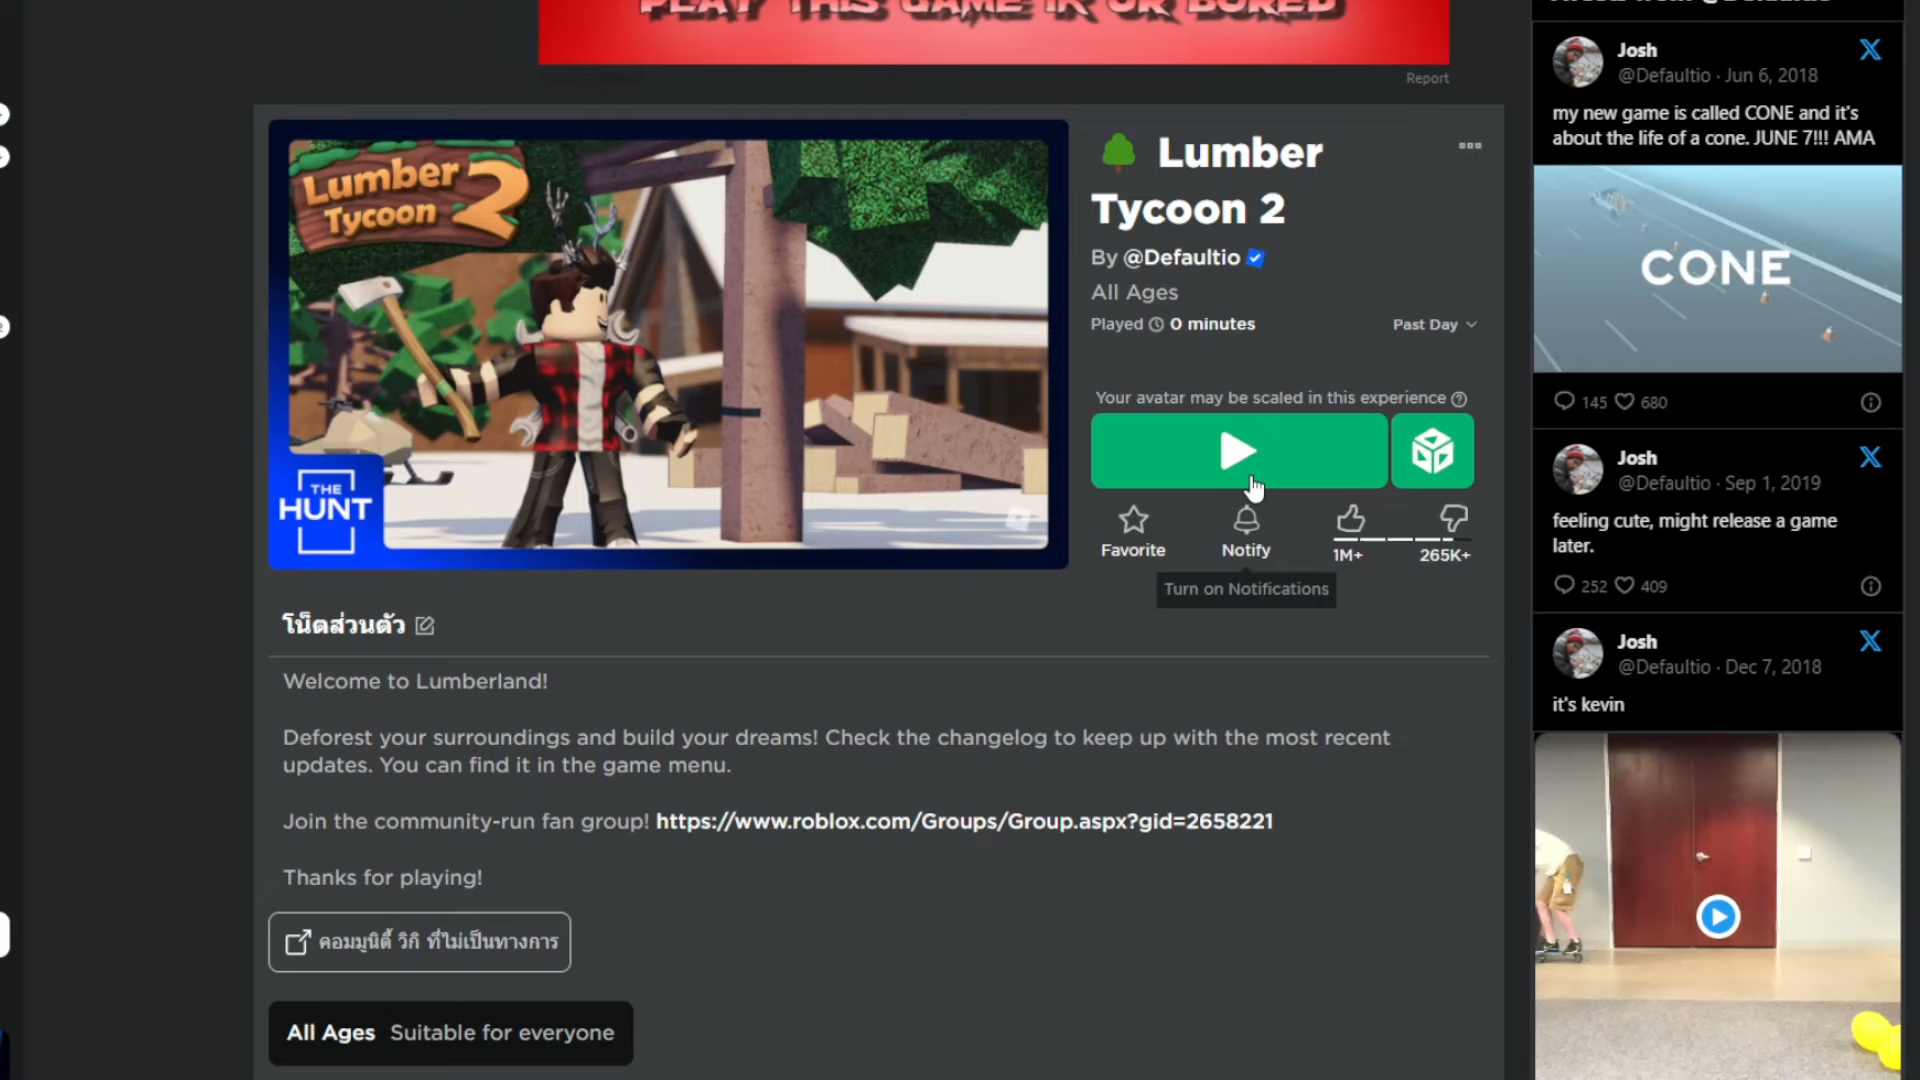 PLAY THIS GAME IF UR BORED
Report
Lumber
Tycoon 2
THE
HUNT
Lumber
Tycoon 2
By @Defaultio
All Ages
Played 0 minutes
Past Day
Your avatar may be scaled in this experience
Favorite
Notify
1M+
265K+
Turn on Notifications
โน็ตส่วนตัว
Welcome to Lumberland!
Deforest your surroundings and build your dreams! Check the changelog to keep up with the most recent
updates. You can find it in the game menu.
Join the community-run fan group! https://www.roblox.com/Groups/Group.aspx?gid=2658221
Thanks for playing!
คอมมูนิตี้ วิกิ ที่ไม่เป็นทางการ
All Ages Suitable for everyone
Josh
@Defaultio · Jun 6, 2018
my new game is called CONE and it's
about the life of a cone. JUNE 7!!! AMA
CONE
145 680
Josh
@Defaultio · Sep 1, 2019
feeling cute, might release a game
later.
252 409
Josh
@Defaultio · Dec 7, 2018
it's kevin